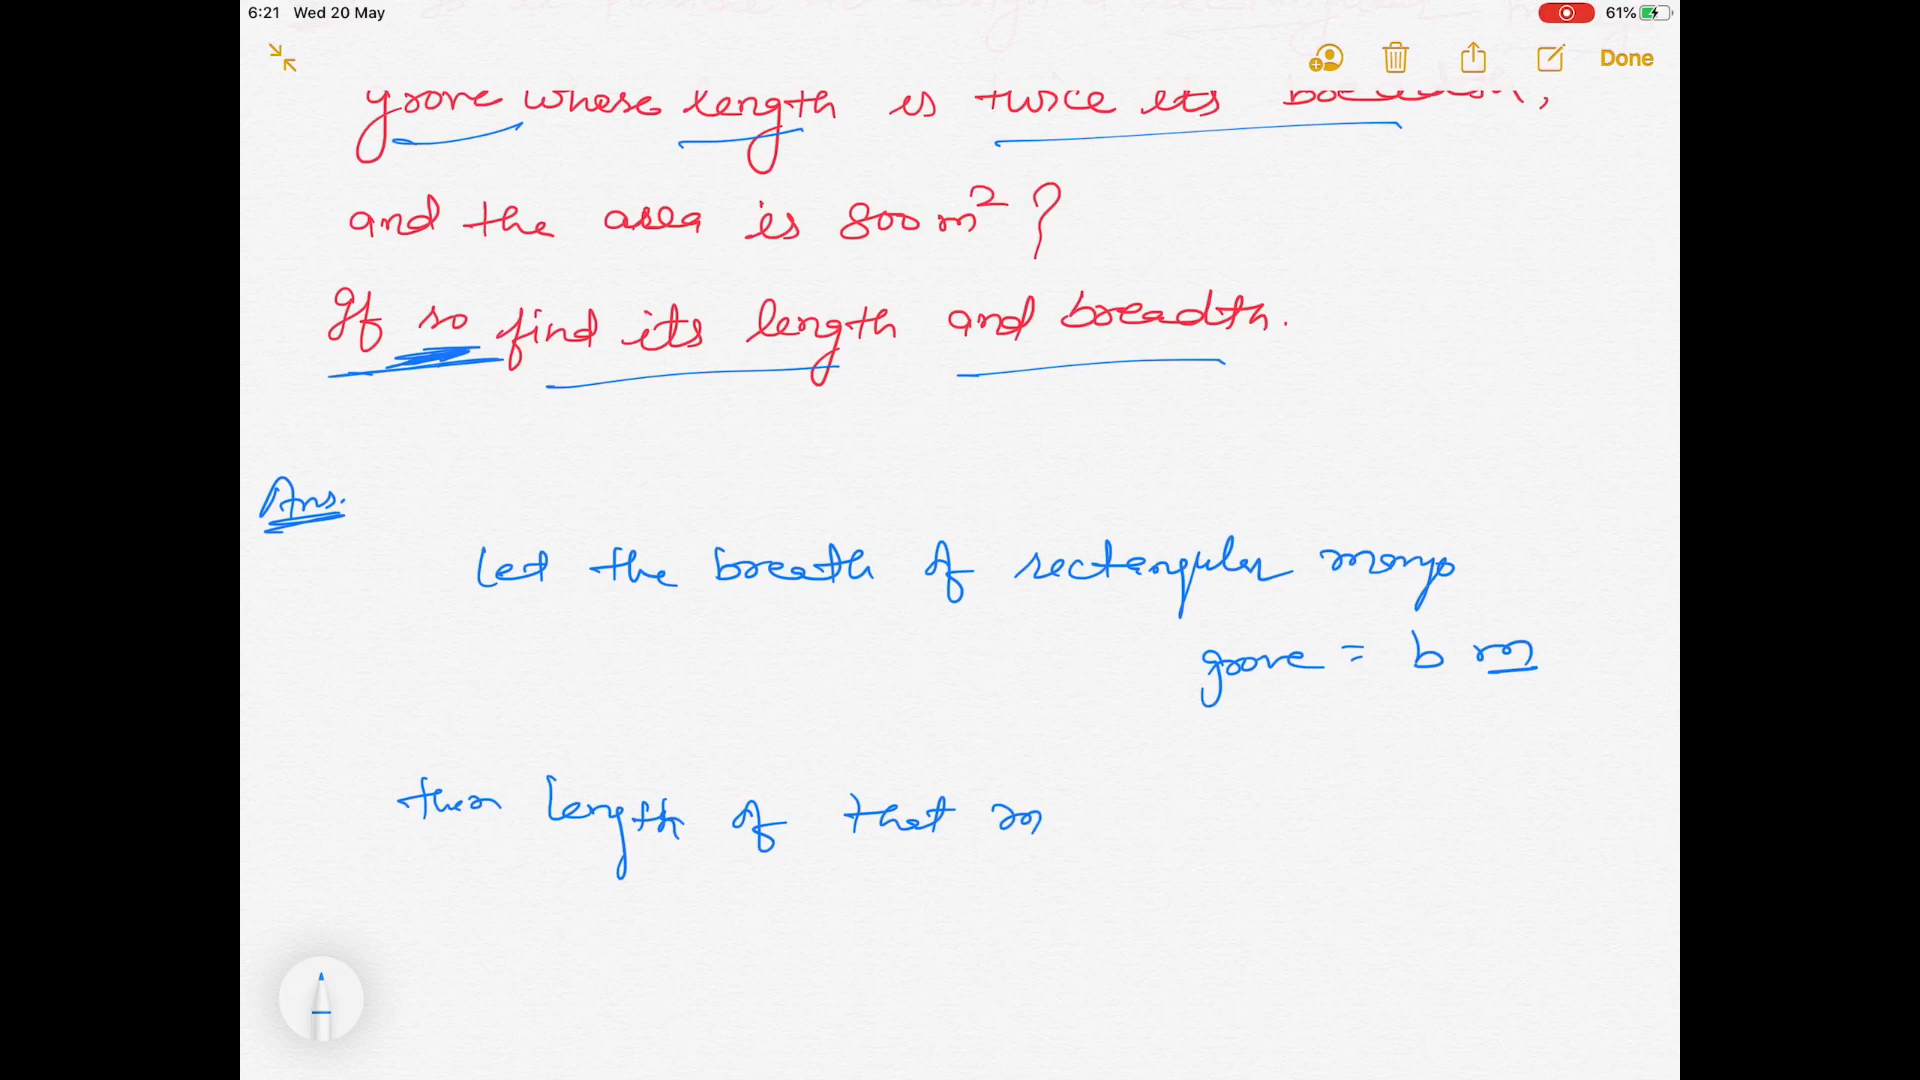 6:21 Wed 20 May 61%
Done
grove whose length is twice its breadth,
and the area is 800 m²?
If so find its length and breadth.
Ans.
Let the breath of rectangular mango
grove = b m
then length of that m